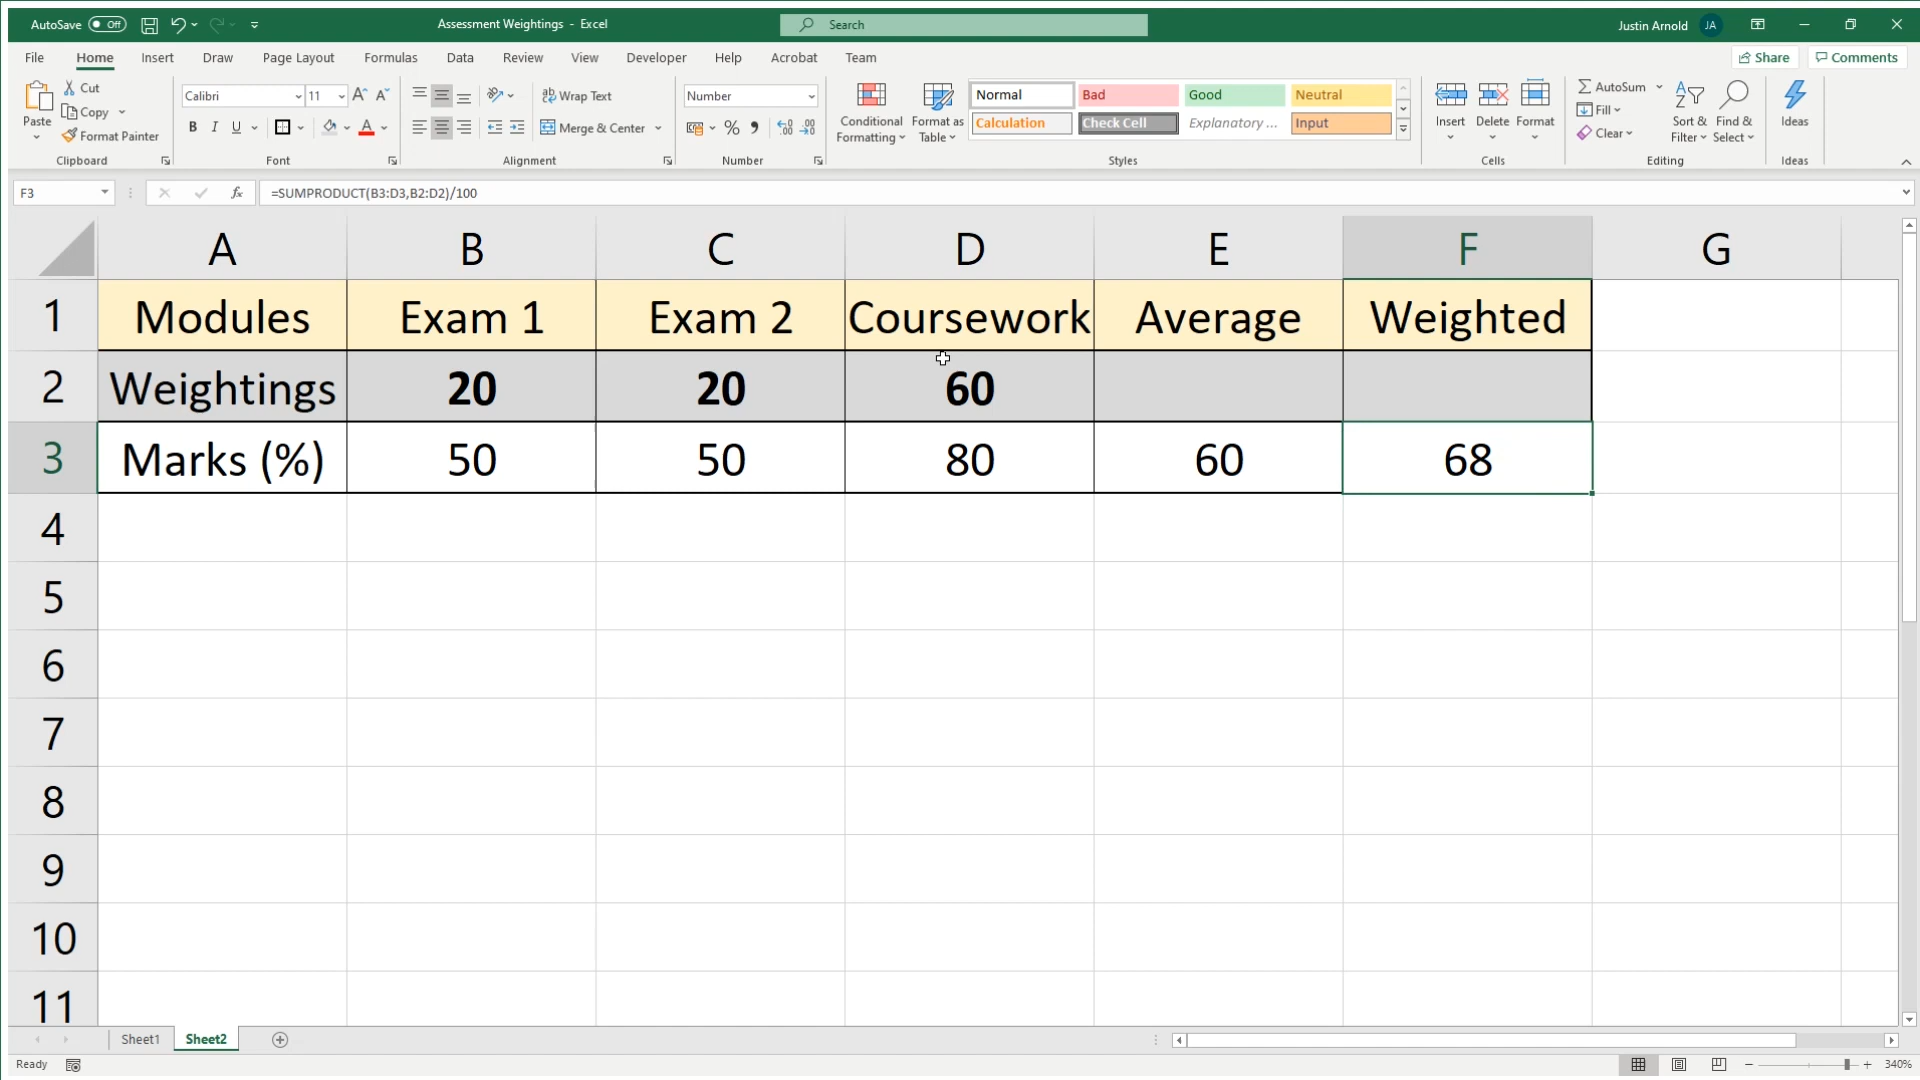 AutoSave Off Assessment Weightings - Excel Search Justin Arnold JA
File Home Insert Draw Page Layout Formulas Data Review View Developer Help Acrobat Team Share Comments
Paste Cut Copy Format Painter
Calibri 11
B I U A A A
Wrap Text
Merge & Center
Number
%
Conditional Formatting
Format as Table
Normal Bad Good Neutral
Calculation Check Cell Explanatory ... Input
Insert Delete Format
AutoSum
Fill
Clear
Sort & Filter
Find & Select
Ideas
Clipboard Font Alignment Number Styles Cells Editing Ideas
F3 fx =SUMPRODUCT(B3:D3,B2:D2)/100
A B C D E F G
1 Modules Exam 1 Exam 2 Coursework Average Weighted
2 Weightings 20 20 60
3 Marks (%) 50 50 80 60 68
4
5
6
7
8
9
10
11
Sheet1 Sheet2
Ready 340%